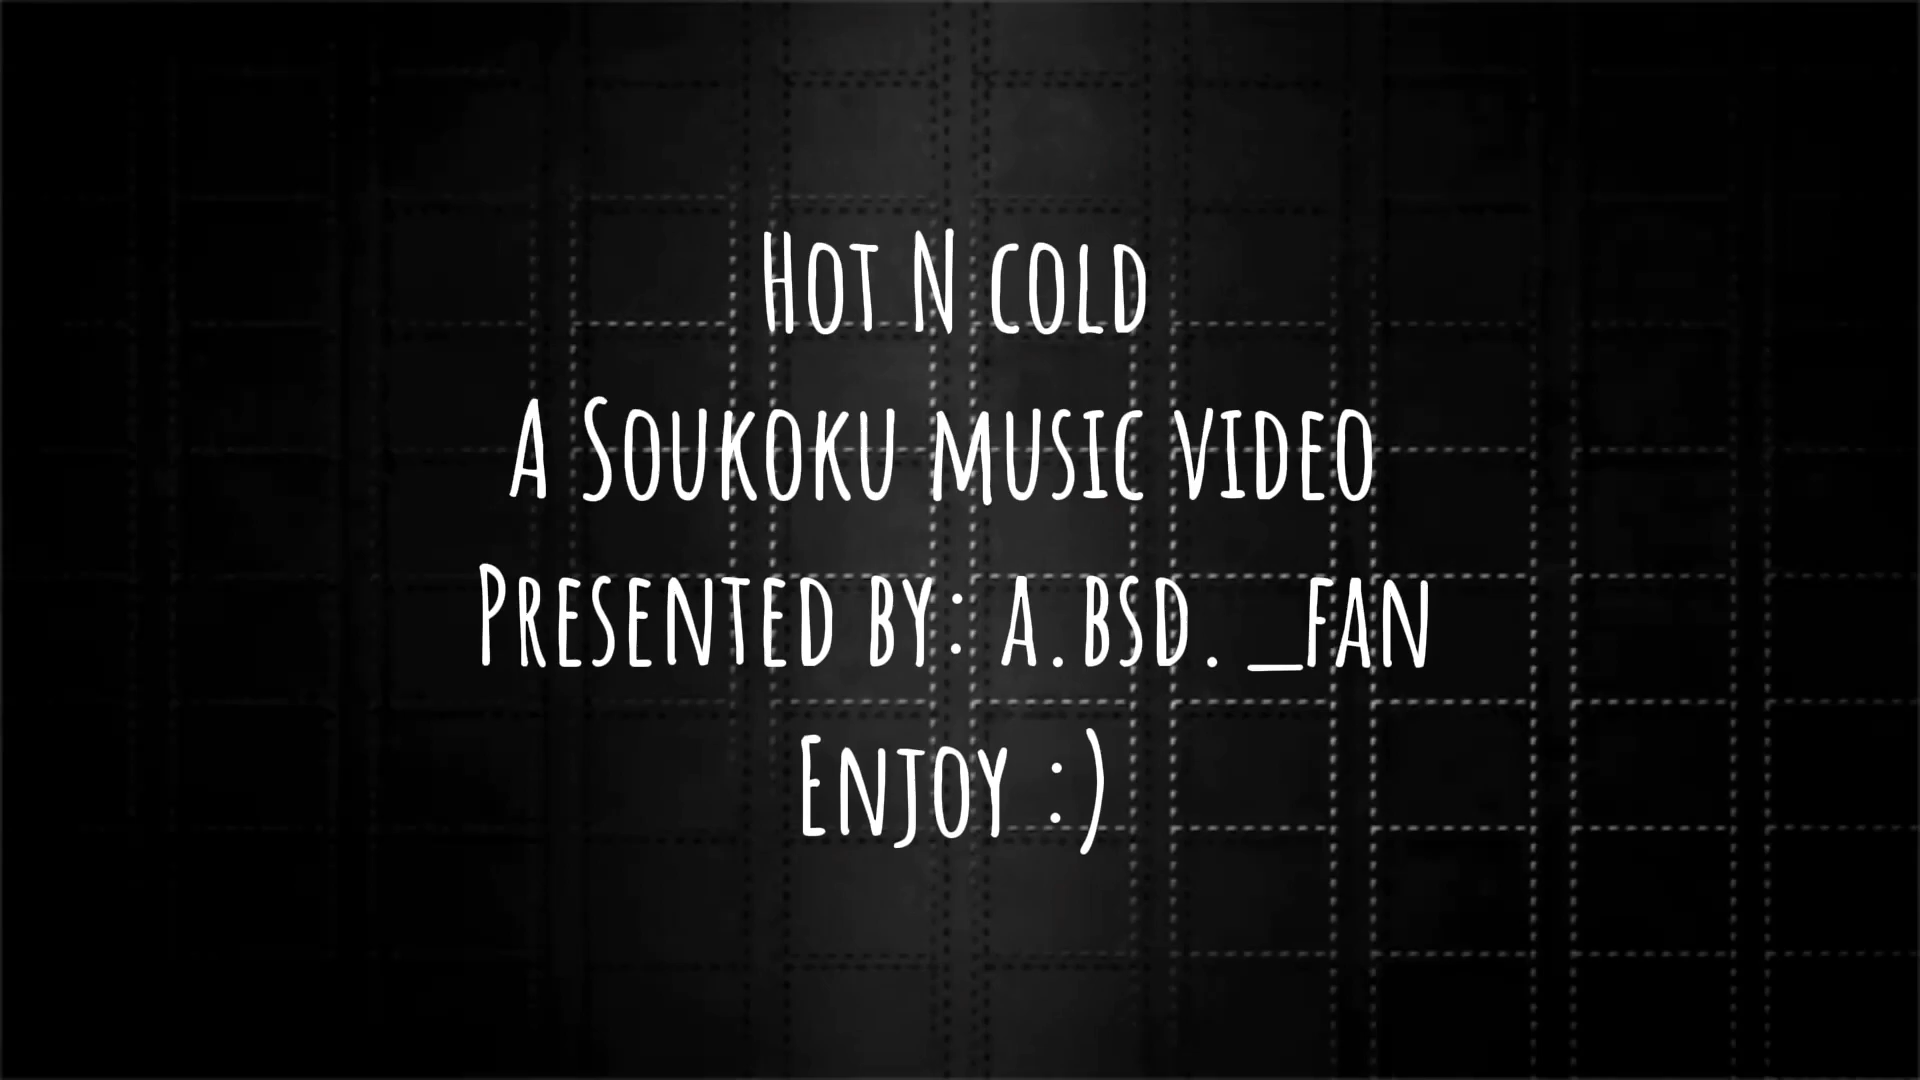 Hot N cold
A Soukoku music video
Presented by: a.bsd._fan
Enjoy :)